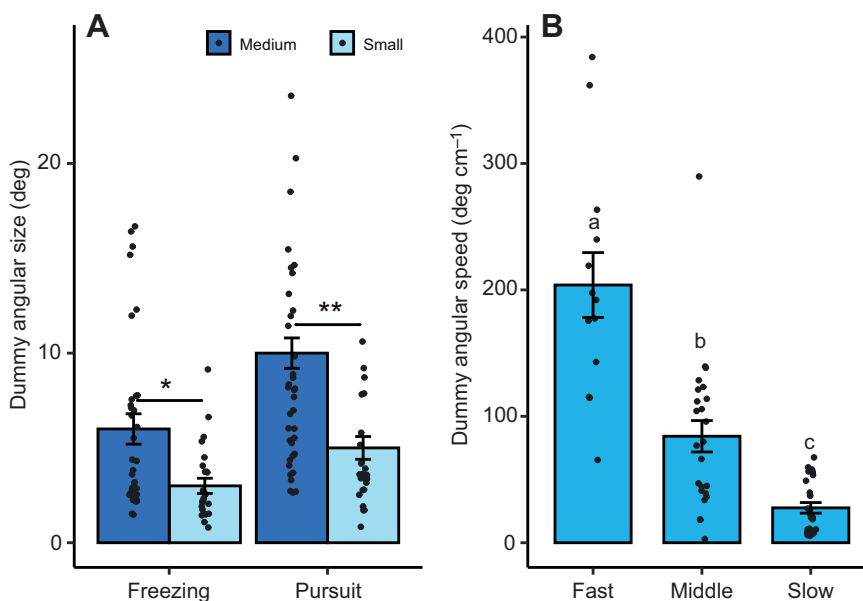 A
Medium
Small
Dummy angular size (deg)
20
10
0
*
**
Freezing
Pursuit
B
Dummy angular speed (deg cm⁻¹)
400
300
200
100
0
a
b
c
Fast
Middle
Slow